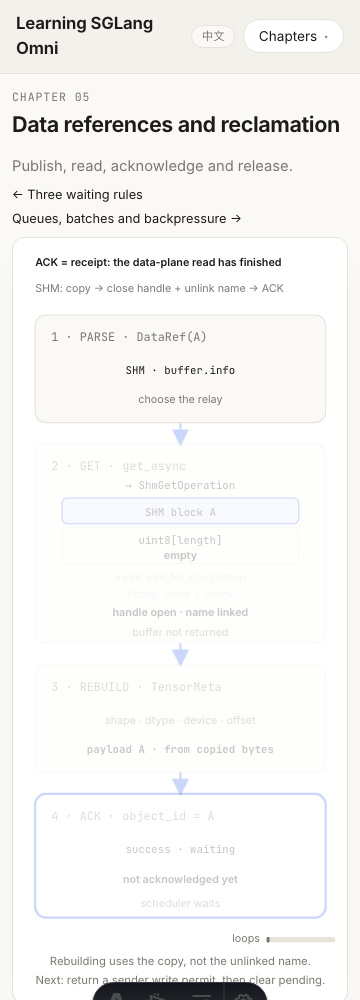 Learning SGLang
Omni
中文
Chapters
CHAPTER 05
Data references and reclamation
Publish, read, acknowledge and release.
← Three waiting rules
Queues, batches and backpressure →
ACK = receipt: the data-plane read has finished
SHM: copy → close handle + unlink name → ACK
1 · PARSE · DataRef(A)
SHM · buffer.info
choose the relay
2 · GET · get_async
→ ShmGetOperation
SHM block A
uint8[length]
empty
await wait_for_completion;
finally: close + unlink
handle open · name linked
buffer not returned
3 · REBUILD · TensorMeta
shape · dtype · device · offset
payload A · from copied bytes
4 · ACK · object_id = A
success · waiting
not acknowledged yet
scheduler waits
loops
Rebuilding uses the copy, not the unlinked name.
Next: return a sender write permit, then clear pending.